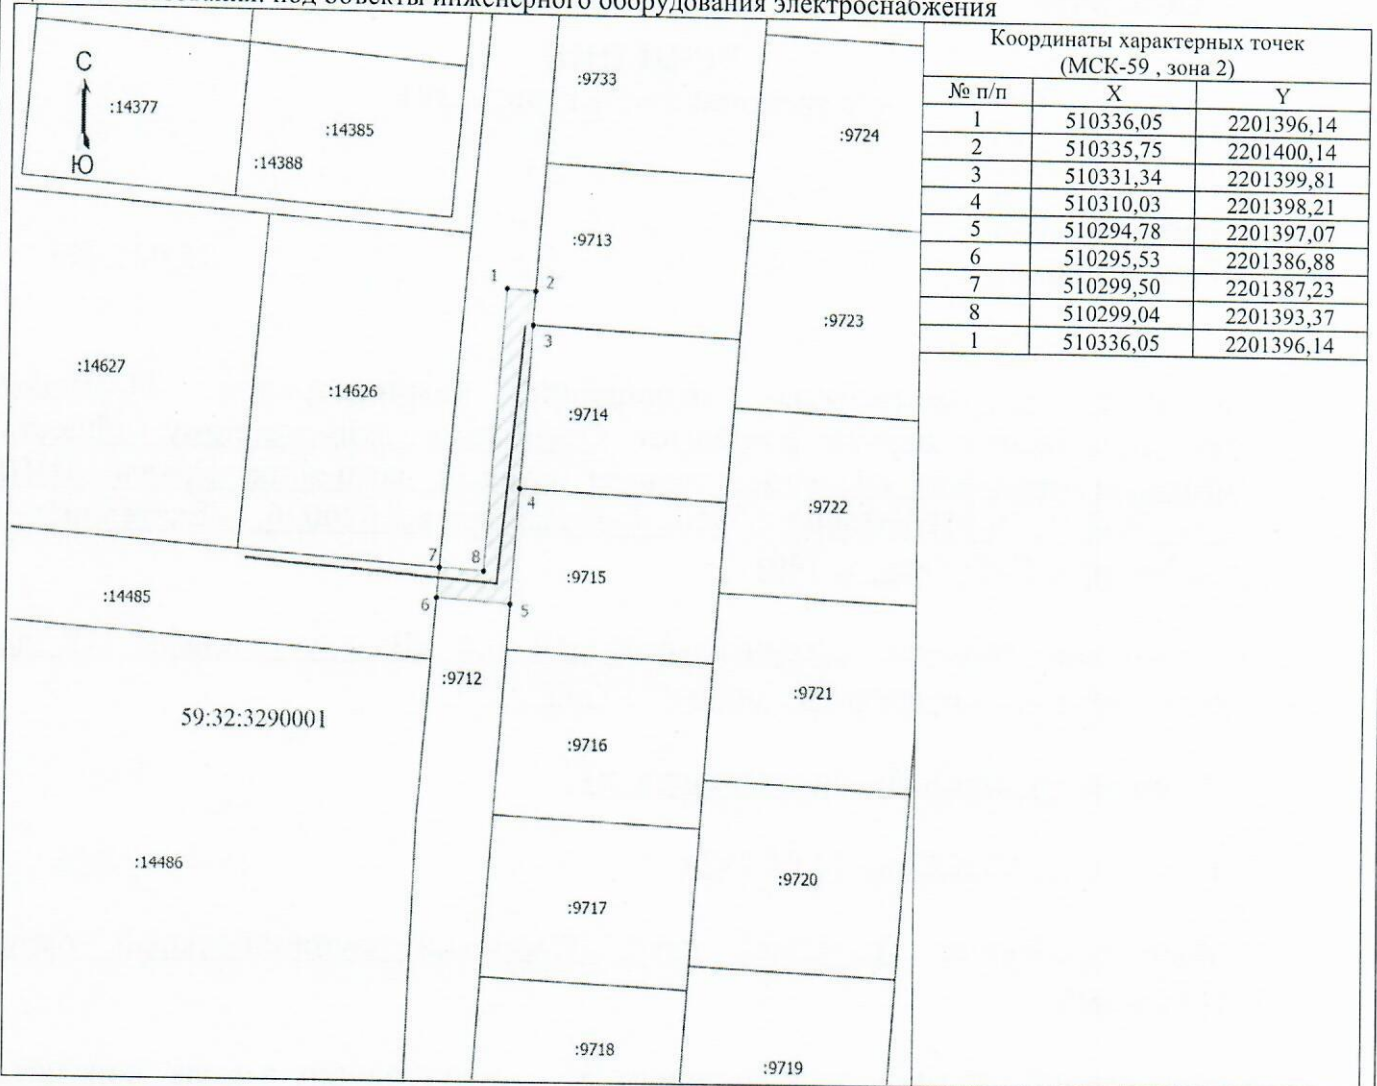 под объекты инженерного оборудования электроснабжения
Координаты характерных точек
(МСК-59 , зона 2)
№ п/п X Y
1 510336,05 2201396,14
2 510335,75 2201400,14
3 510331,34 2201399,81
4 510310,03 2201398,21
5 510294,78 2201397,07
6 510295,53 2201386,88
7 510299,50 2201387,23
8 510299,04 2201393,37
1 510336,05 2201396,14
С
Ю
:14377
:14385
:14388
:9733
:9724
:9713
1
2
3
:9723
:14627
:14626
:9714
4
:9722
7
8
:9715
:14485
6
5
:9712
:9721
59:32:3290001
:9716
:14486
:9720
:9717
:9718
:9719